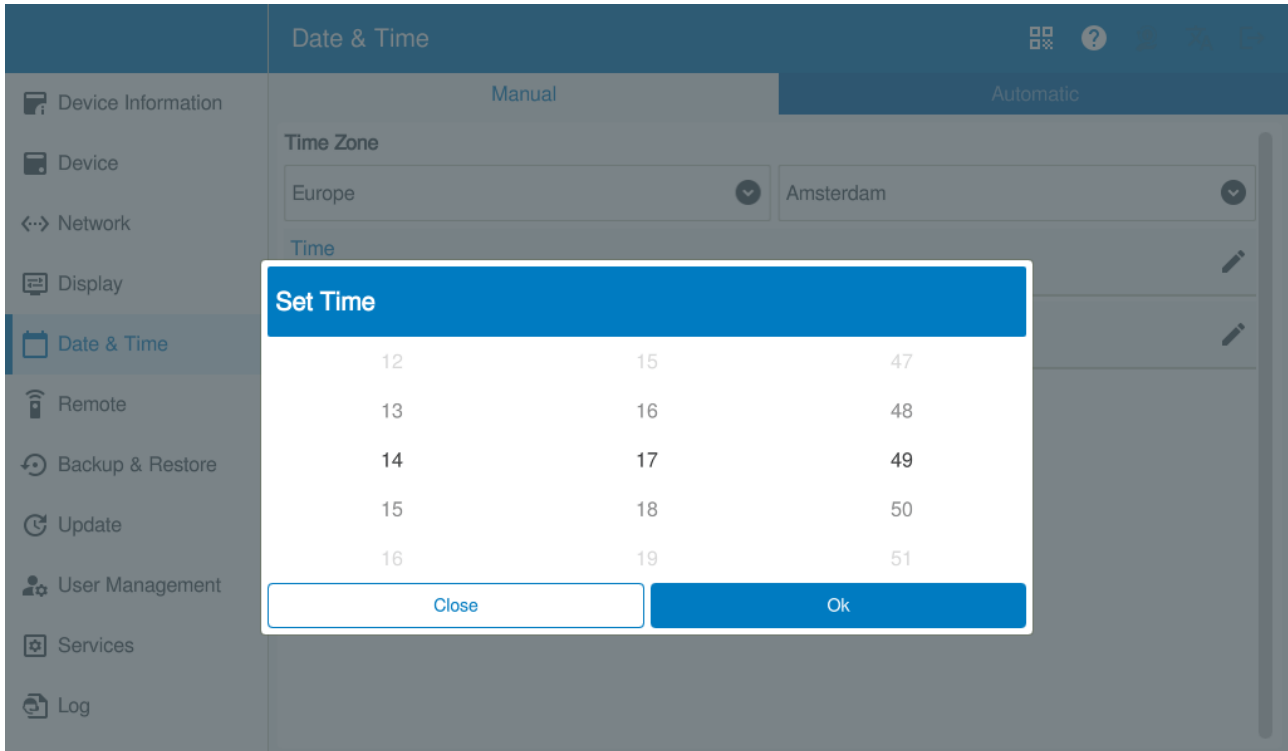 Date & Time
Manual
Automatic
Device Information
Device
Network
Display
Date & Time
Remote
Backup & Restore
Update
User Management
Services
Log
Time Zone
Europe
Amsterdam
Time
Set Time
12 15 47
13 16 48
14 17 49
15 18 50
16 19 51
Close
Ok